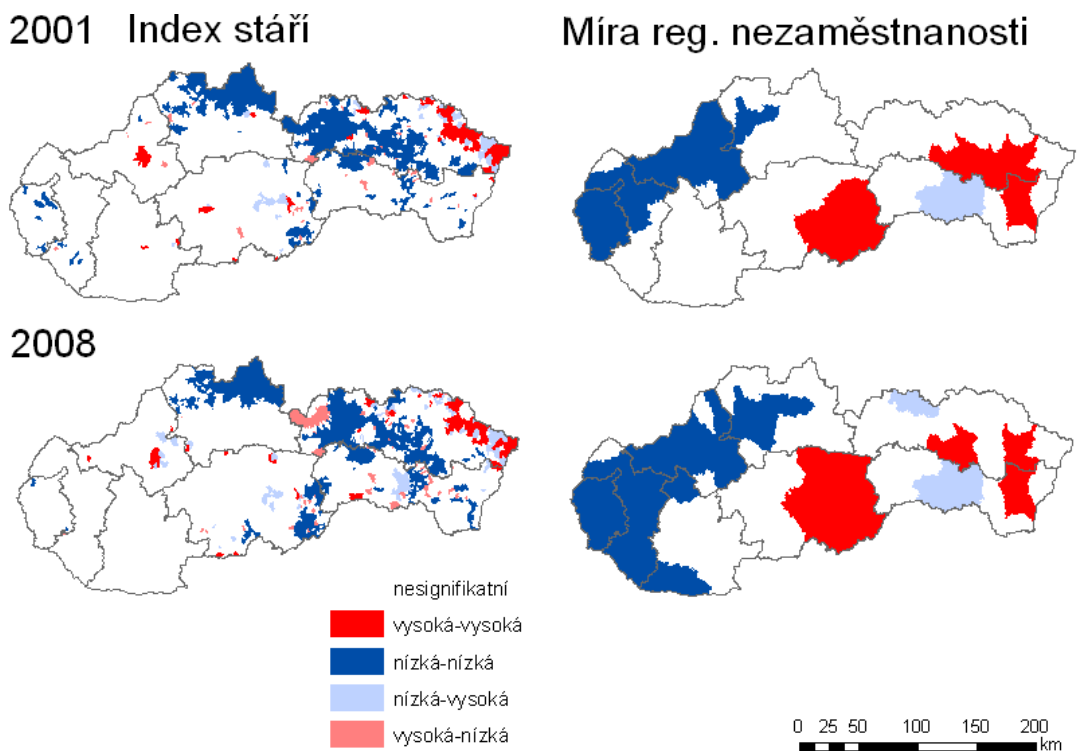 2001 Index stáří
Míra reg. nezaměstnanosti
2008
nesignifikatní
vysoká-vysoká
nízká-nízká
nízká-vysoká
vysoká-nízká
0 25 50 100 150 200
km